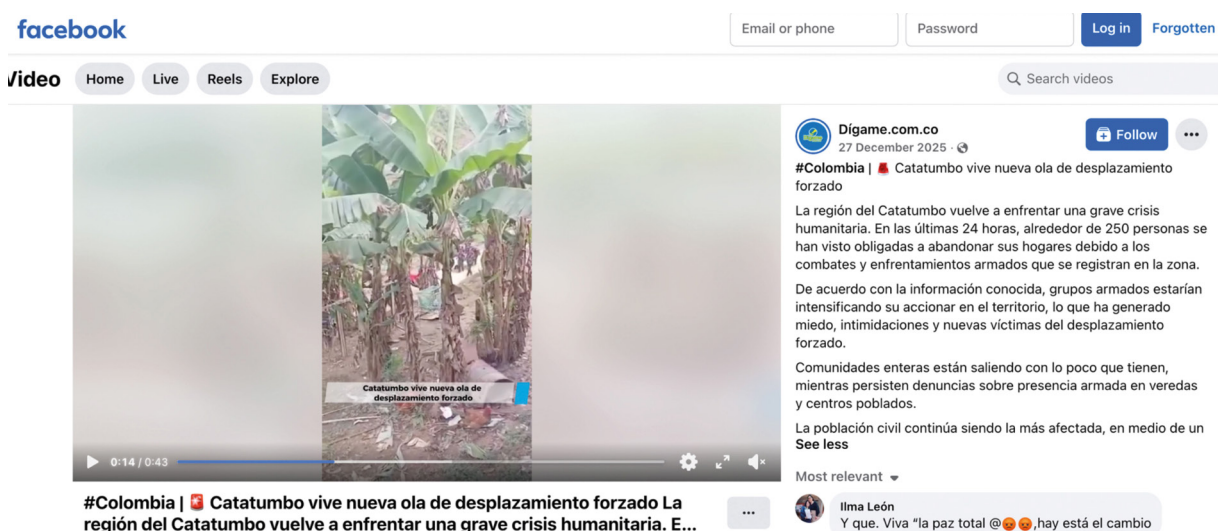 facebook
Email or phone
Password
Log in
Forgotten
Video
Home
Live
Reels
Explore
Search videos
Catatumbo vive nueva ola de
desplazamiento forzado
0:14 / 0:43
#Colombia | 🚨 Catatumbo vive nueva ola de desplazamiento forzado La
región del Catatumbo vuelve a enfrentar una grave crisis humanitaria. E...
Dígame.com.co
Follow
27 December 2025 ·
#Colombia | 🚨 Catatumbo vive nueva ola de desplazamiento
forzado
La región del Catatumbo vuelve a enfrentar una grave crisis
humanitaria. En las últimas 24 horas, alrededor de 250 personas se
han visto obligadas a abandonar sus hogares debido a los
combates y enfrentamientos armados que se registran en la zona.
De acuerdo con la información conocida, grupos armados estarían
intensificando su accionar en el territorio, lo que ha generado
miedo, intimidaciones y nuevas víctimas del desplazamiento
forzado.
Comunidades enteras están saliendo con lo poco que tienen,
mientras persisten denuncias sobre presencia armada en veredas
y centros poblados.
La población civil continúa siendo la más afectada, en medio de un
See less
Most relevant
Ilma León
Y que. Viva "la paz total @😡😡,hay está el cambio